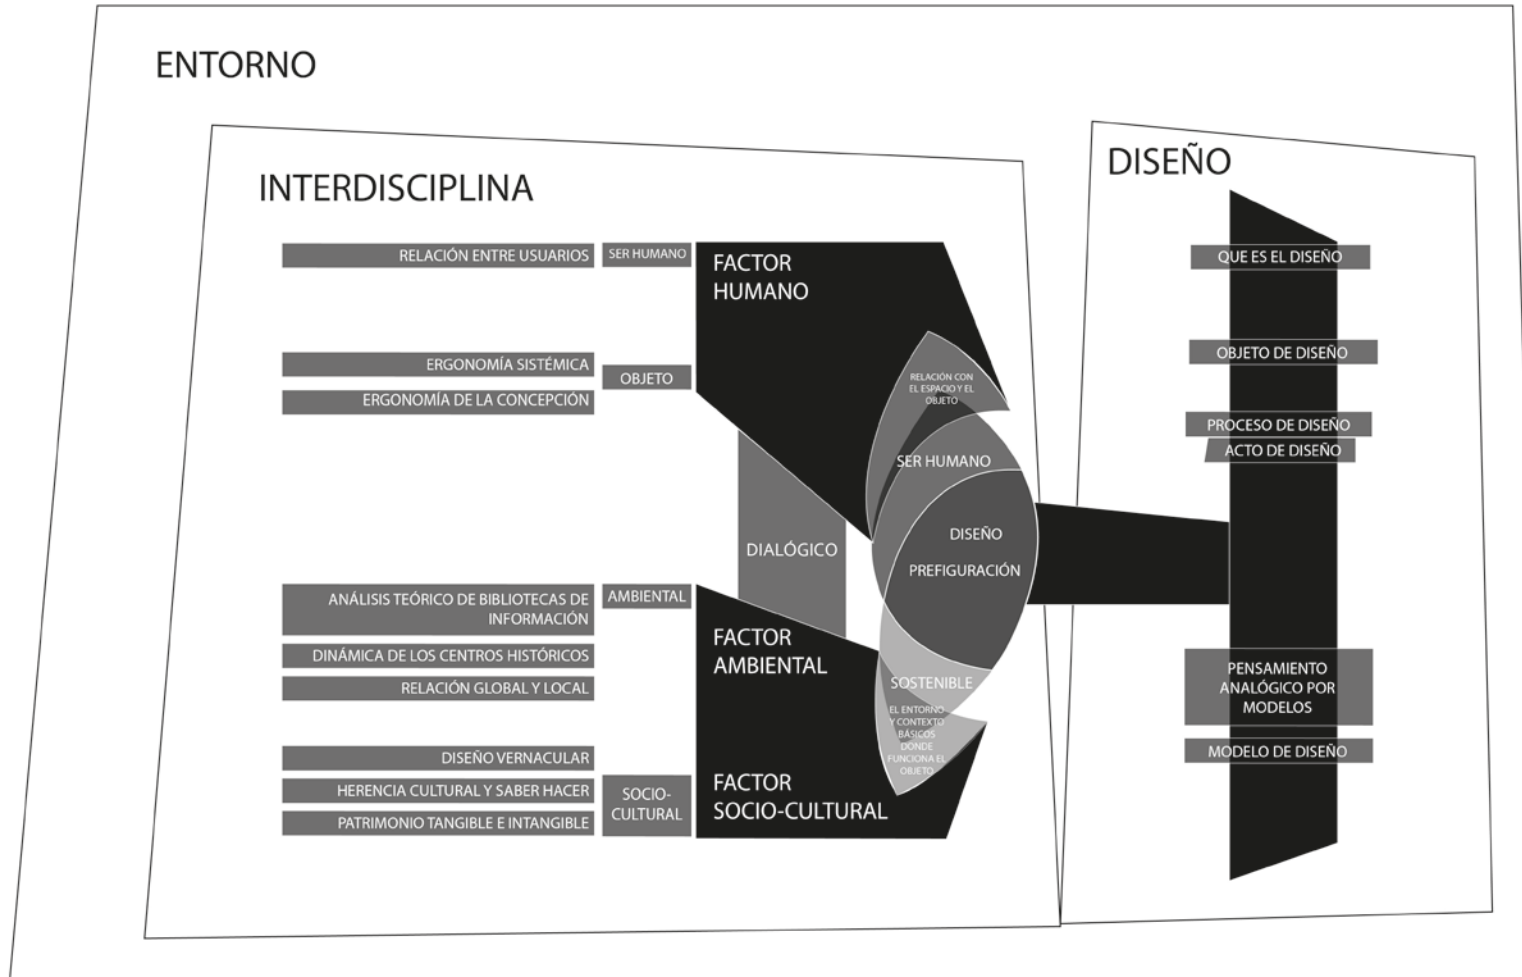 ENTORNO
INTERDISCIPLINA
RELACIÓN ENTRE USUARIOS
SER HUMANO
FACTOR
HUMANO
ERGONOMÍA SISTÉMICA
ERGONOMÍA DE LA CONCEPCIÓN
OBJETO
RELACIÓN CON
EL ESPACIO Y EL
OBJETO
SER HUMANO
DIALÓGICO
DISEÑO
PREFIGURACIÓN
ANÁLISIS TEÓRICO DE BIBLIOTECAS DE
INFORMACIÓN
DINÁMICA DE LOS CENTROS HISTÓRICOS
RELACIÓN GLOBAL Y LOCAL
AMBIENTAL
FACTOR
AMBIENTAL
SOSTENIBLE
EL ENTORNO
Y CONTEXTO
BÁSICOS
DONDE
FUNCIONA EL
OBJETO
DISEÑO VERNACULAR
HERENCIA CULTURAL Y SABER HACER
PATRIMONIO TANGIBLE E INTANGIBLE
SOCIO-
CULTURAL
FACTOR
SOCIO-CULTURAL
DISEÑO
QUE ES EL DISEÑO
OBJETO DE DISEÑO
PROCESO DE DISEÑO
ACTO DE DISEÑO
PENSAMIENTO
ANALÓGICO POR
MODELOS
MODELO DE DISEÑO